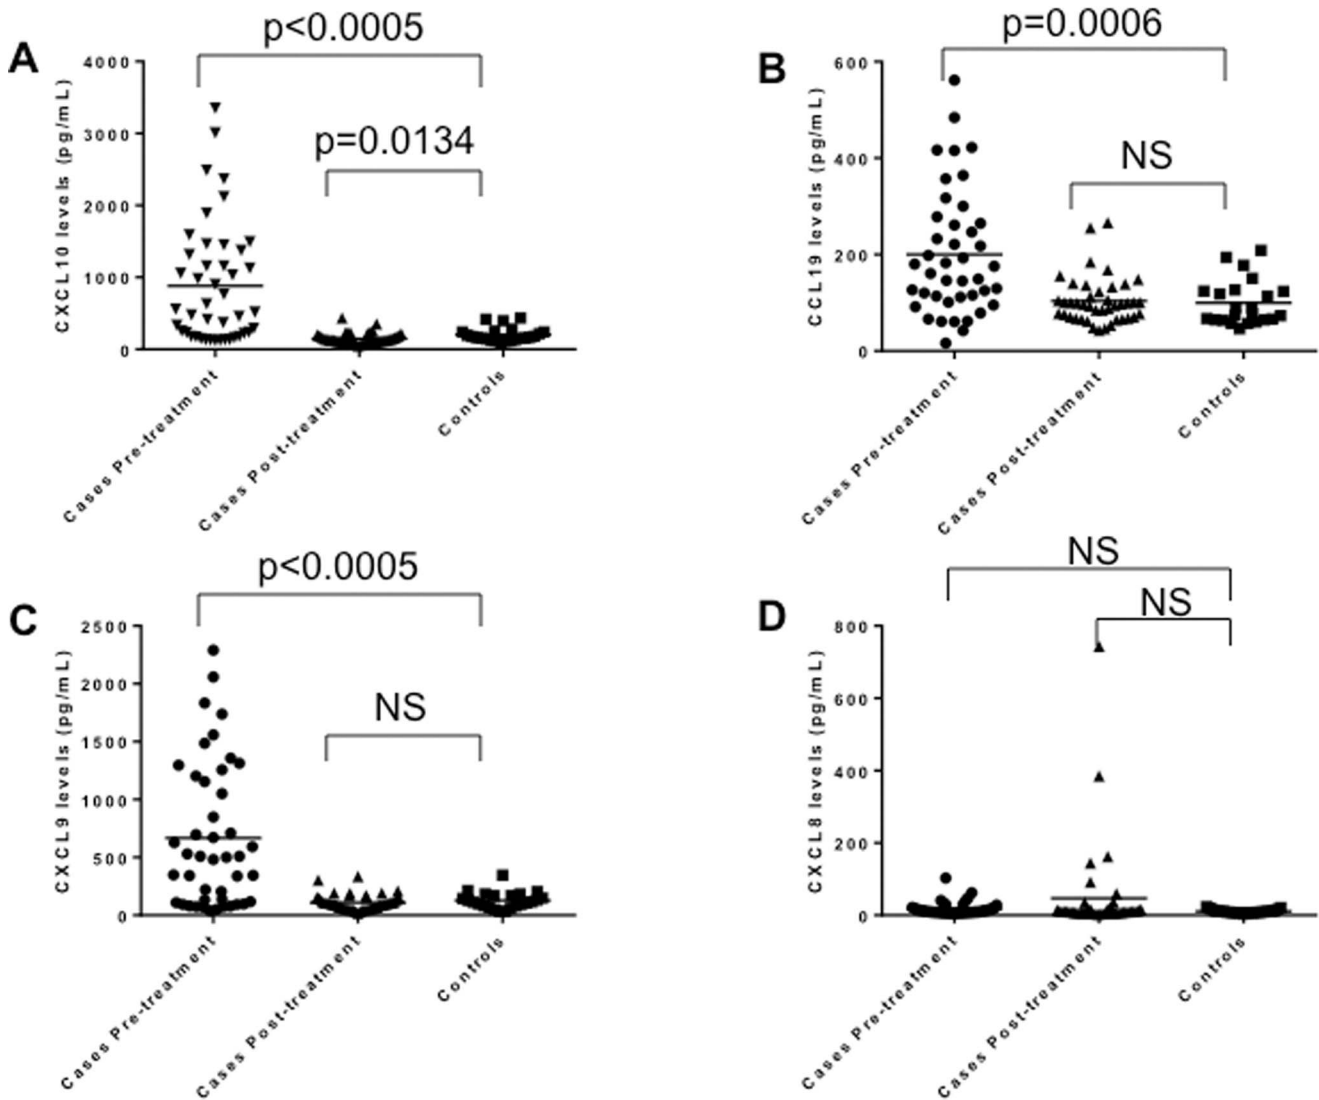 A
p<0.0005
p=0.0134
CXCL10 levels (pg/mL)
4000
3000
2000
1000
0
Cases Pre-treatment
Cases Post-treatment
Controls
B
p=0.0006
NS
CCL19 levels (pg/mL)
600
400
200
0
Cases Pre-treatment
Cases Post-treatment
Controls
C
p<0.0005
NS
CXCL9 levels (pg/mL)
2500
2000
1500
1000
500
0
Cases Pre-treatment
Cases Post-treatment
Controls
D
NS
NS
CXCL8 levels (pg/mL)
800
600
400
200
0
Cases Pre-treatment
Cases Post-treatment
Controls